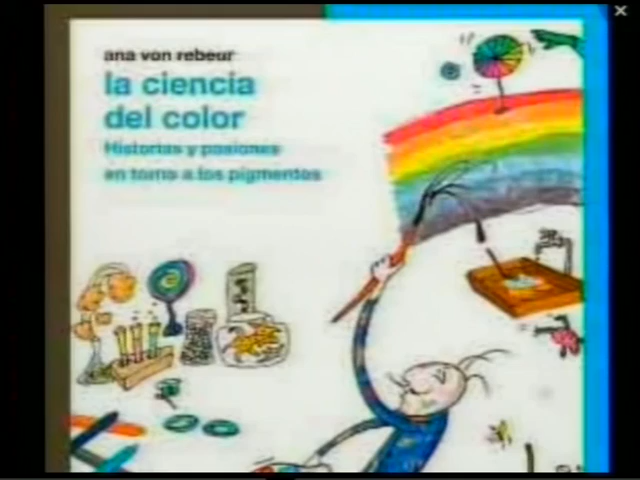 ana von rebeur
la ciencia
del color
Historias y pasiones
en torno a los pigmentos